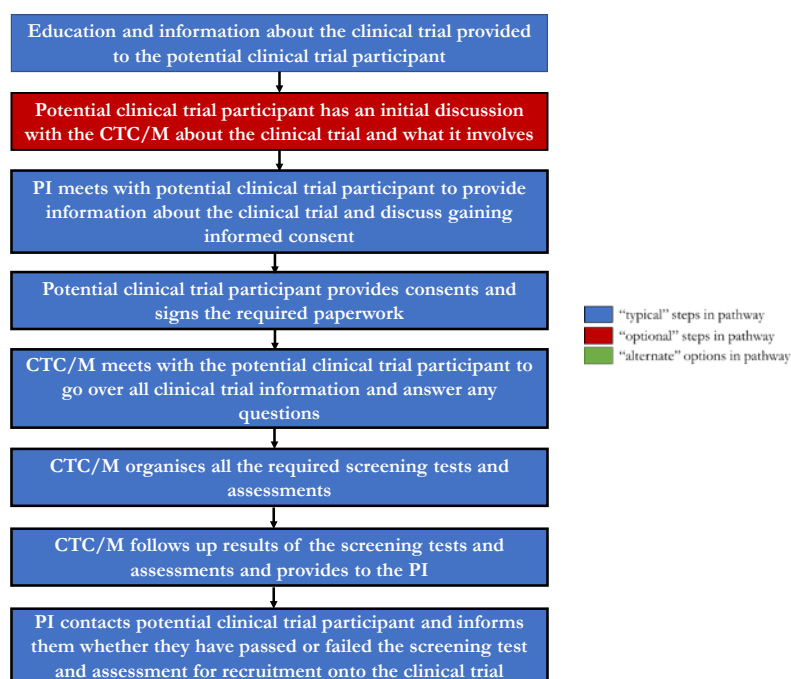 Education and information about the clinical trial provided
to the potential clinical trial participant
Potential clinical trial participant has an initial discussion
with the CTC/M about the clinical trial and what it involves
PI meets with potential clinical trial participant to provide
information about the clinical trial and discuss gaining
informed consent
Potential clinical trial participant provides consents and
signs the required paperwork
CTC/M meets with the potential clinical trial participant to
go over all clinical trial information and answer any
questions
CTC/M organises all the required screening tests and
assessments
CTC/M follows up results of the screening tests and
assessments and provides to the PI
PI contacts potential clinical trial participant and informs
them whether they have passed or failed the screening test
and assessment for recruitment onto the clinical trial
“typical” steps in pathway
“optional” steps in pathway
“alternate” options in pathway